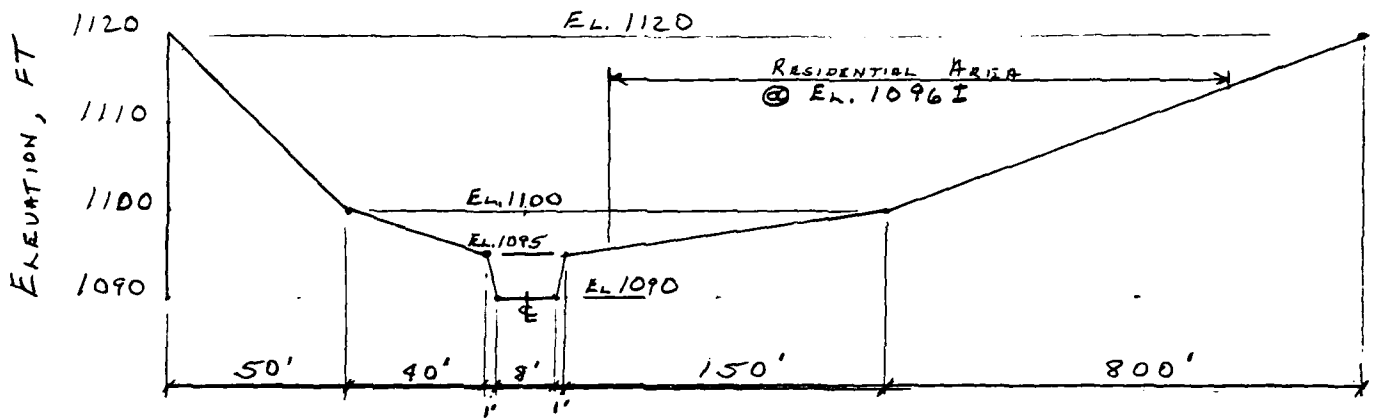 1120
EL. 1120
RESIDENTIAL AREA
@ EL. 1096 ±
1110
1100
EL. 1100
EL. 1095
1090
EL 1090
℄
ELEVATION, FT
50'
40'
8'
150'
800'
1'
1'